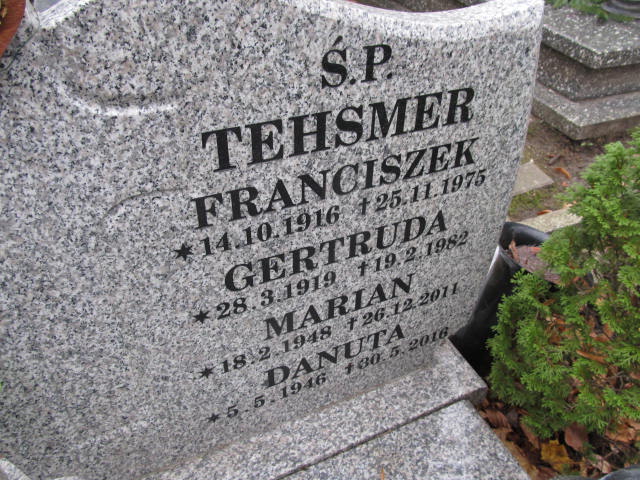 Ś.P.
TEHSMER
FRANCISZEK
★14.10.1916 †25.11.1975
GERTRUDA
★28.3.1919 †19.2.1982
MARIAN
★18.2.1948 †26.12.2011
DANUTA
★5.5.1946 †30.5.2016